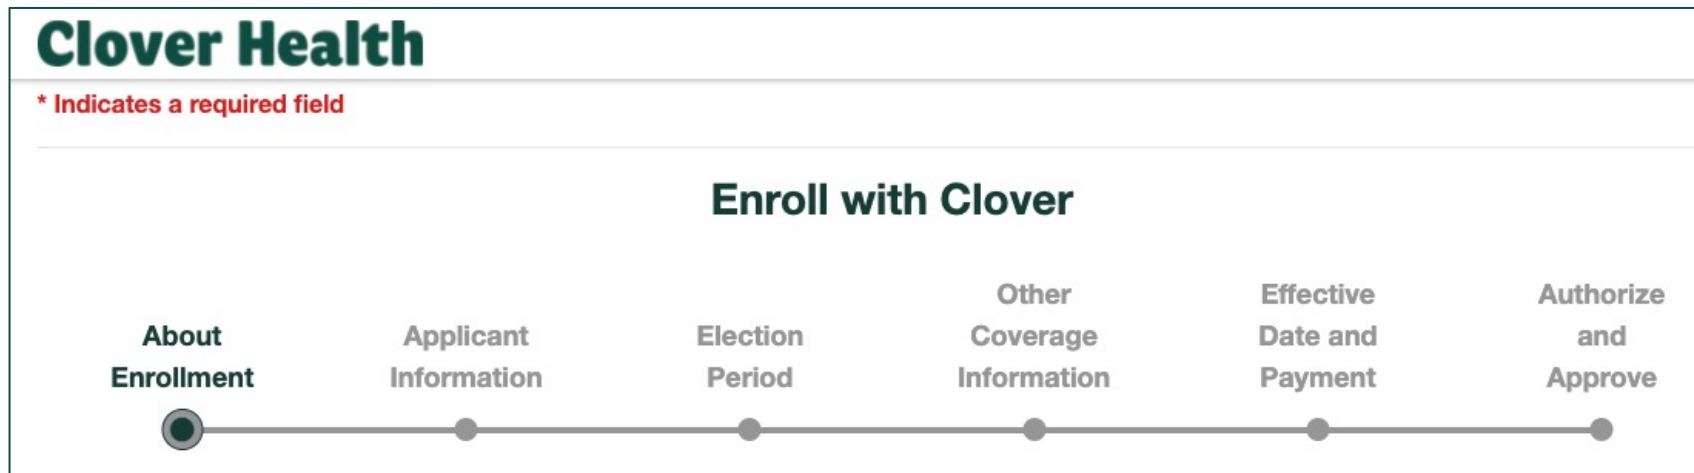 Clover Health
* Indicates a required field
Enroll with Clover
About
Enrollment
Applicant
Information
Election
Period
Other
Coverage
Information
Effective
Date and
Payment
Authorize
and
Approve